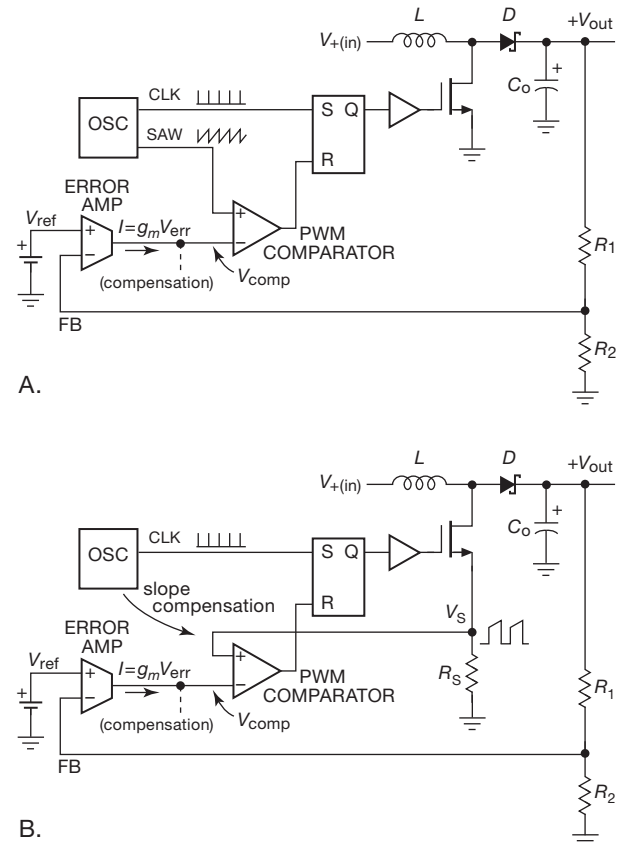 L
D
+Vout
V+(in)
+
Co
CLK
OSC
SAW
S Q
R
ERROR
AMP
Vref
I=gmVerr
+
+
−
+
−
PWM
COMPARATOR
(compensation)
Vcomp
R1
FB
R2
A.
L
D
+Vout
V+(in)
+
Co
CLK
OSC
S Q
R
slope
compensation
VS
ERROR
AMP
Vref
I=gmVerr
+
+
−
+
−
RS
PWM
COMPARATOR
(compensation)
Vcomp
R1
FB
R2
B.